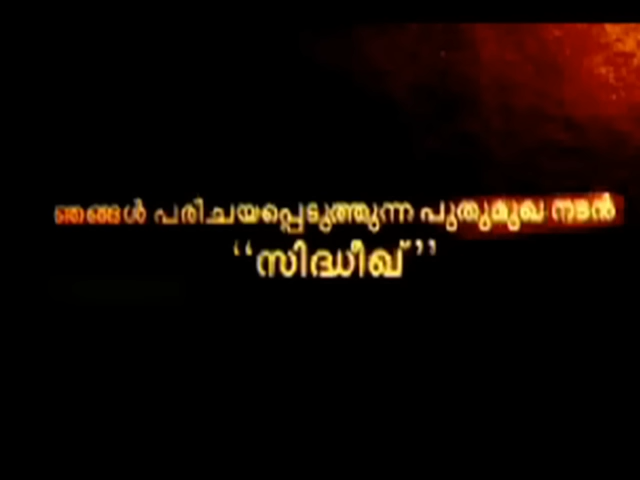 ഞങ്ങൾ പരിചയപ്പെടുത്തുന്ന പുതുമുഖ നടൻ
“സിദ്ധീഖ്”